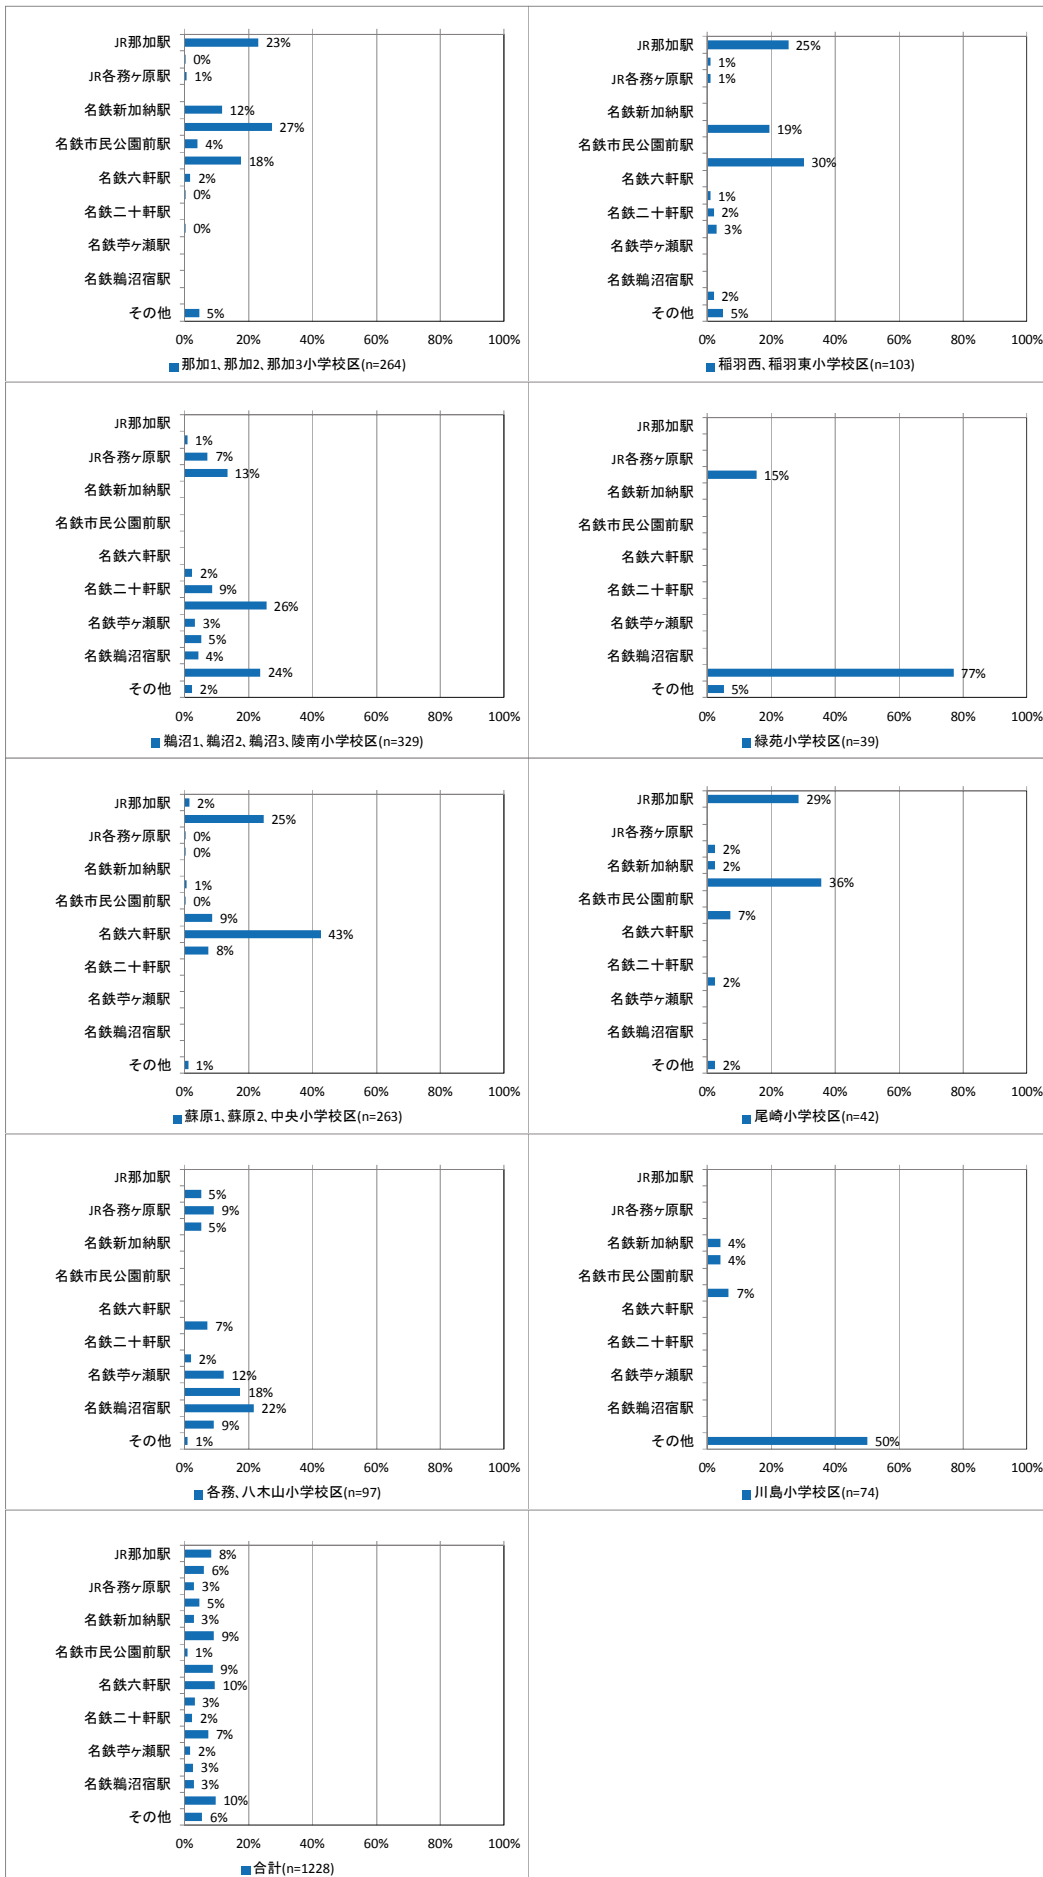 JR那加駅 23%
0%
JR各務ヶ原駅 1%
名鉄新加納駅 12%
27%
名鉄市民公園前駅 4%
18%
名鉄六軒駅 2%
0%
名鉄二十軒駅
0%
名鉄苧ヶ瀬駅
名鉄鵜沼宿駅
その他 5%
0% 20% 40% 60% 80% 100%
那加1、那加2、那加3小学校区(n=264)
JR那加駅 25%
1%
JR各務ヶ原駅 1%
名鉄新加納駅
19%
名鉄市民公園前駅
30%
名鉄六軒駅
1%
名鉄二十軒駅 2%
3%
名鉄苧ヶ瀬駅
名鉄鵜沼宿駅
2%
その他 5%
0% 20% 40% 60% 80% 100%
稲羽西、稲羽東小学校区(n=103)
JR那加駅
1%
JR各務ヶ原駅 7%
13%
名鉄新加納駅
名鉄市民公園前駅
名鉄六軒駅
2%
名鉄二十軒駅 9%
26%
名鉄苧ヶ瀬駅 3%
5%
名鉄鵜沼宿駅 4%
24%
その他 2%
0% 20% 40% 60% 80% 100%
鵜沼1、鵜沼2、鵜沼3、陵南小学校区(n=329)
JR那加駅
JR各務ヶ原駅
15%
名鉄新加納駅
名鉄市民公園前駅
名鉄六軒駅
名鉄二十軒駅
名鉄苧ヶ瀬駅
名鉄鵜沼宿駅
77%
その他 5%
0% 20% 40% 60% 80% 100%
緑苑小学校区(n=39)
JR那加駅 2%
25%
JR各務ヶ原駅 0%
0%
名鉄新加納駅
1%
名鉄市民公園前駅 0%
9%
名鉄六軒駅 43%
8%
名鉄二十軒駅
名鉄苧ヶ瀬駅
名鉄鵜沼宿駅
その他 1%
0% 20% 40% 60% 80% 100%
蘇原1、蘇原2、中央小学校区(n=263)
JR那加駅 29%
JR各務ヶ原駅
2%
名鉄新加納駅 2%
36%
名鉄市民公園前駅
7%
名鉄六軒駅
名鉄二十軒駅
2%
名鉄苧ヶ瀬駅
名鉄鵜沼宿駅
その他 2%
0% 20% 40% 60% 80% 100%
尾崎小学校区(n=42)
JR那加駅
5%
JR各務ヶ原駅 9%
5%
名鉄新加納駅
名鉄市民公園前駅
名鉄六軒駅
7%
名鉄二十軒駅
2%
名鉄苧ヶ瀬駅 12%
18%
名鉄鵜沼宿駅 22%
9%
その他 1%
0% 20% 40% 60% 80% 100%
各務、八木山小学校区(n=97)
JR那加駅
JR各務ヶ原駅
名鉄新加納駅 4%
4%
名鉄市民公園前駅
7%
名鉄六軒駅
名鉄二十軒駅
名鉄苧ヶ瀬駅
名鉄鵜沼宿駅
その他 50%
0% 20% 40% 60% 80% 100%
川島小学校区(n=74)
JR那加駅 8%
6%
JR各務ヶ原駅 3%
5%
名鉄新加納駅 3%
9%
名鉄市民公園前駅 1%
9%
名鉄六軒駅 10%
3%
名鉄二十軒駅 2%
7%
名鉄苧ヶ瀬駅 2%
3%
名鉄鵜沼宿駅 3%
10%
その他 6%
0% 20% 40% 60% 80% 100%
合計(n=1228)